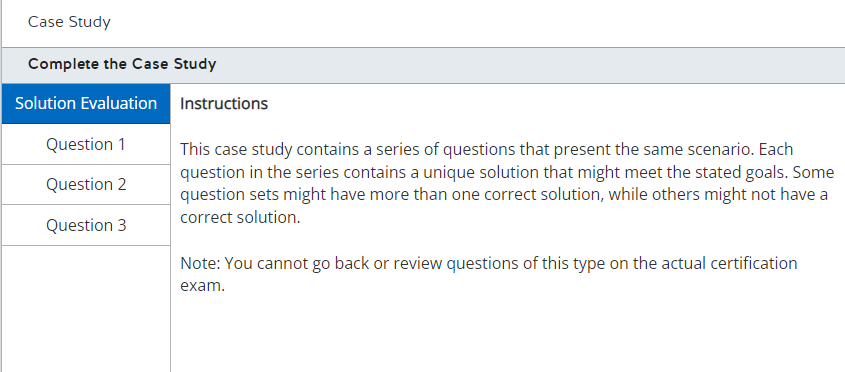 Case Study
Complete the Case Study
Solution Evaluation
Question 1
Question 2
Question 3
Instructions
This case study contains a series of questions that present the same scenario. Each
question in the series contains a unique solution that might meet the stated goals. Some
question sets might have more than one correct solution, while others might not have a
correct solution.
Note: You cannot go back or review questions of this type on the actual certification
exam.